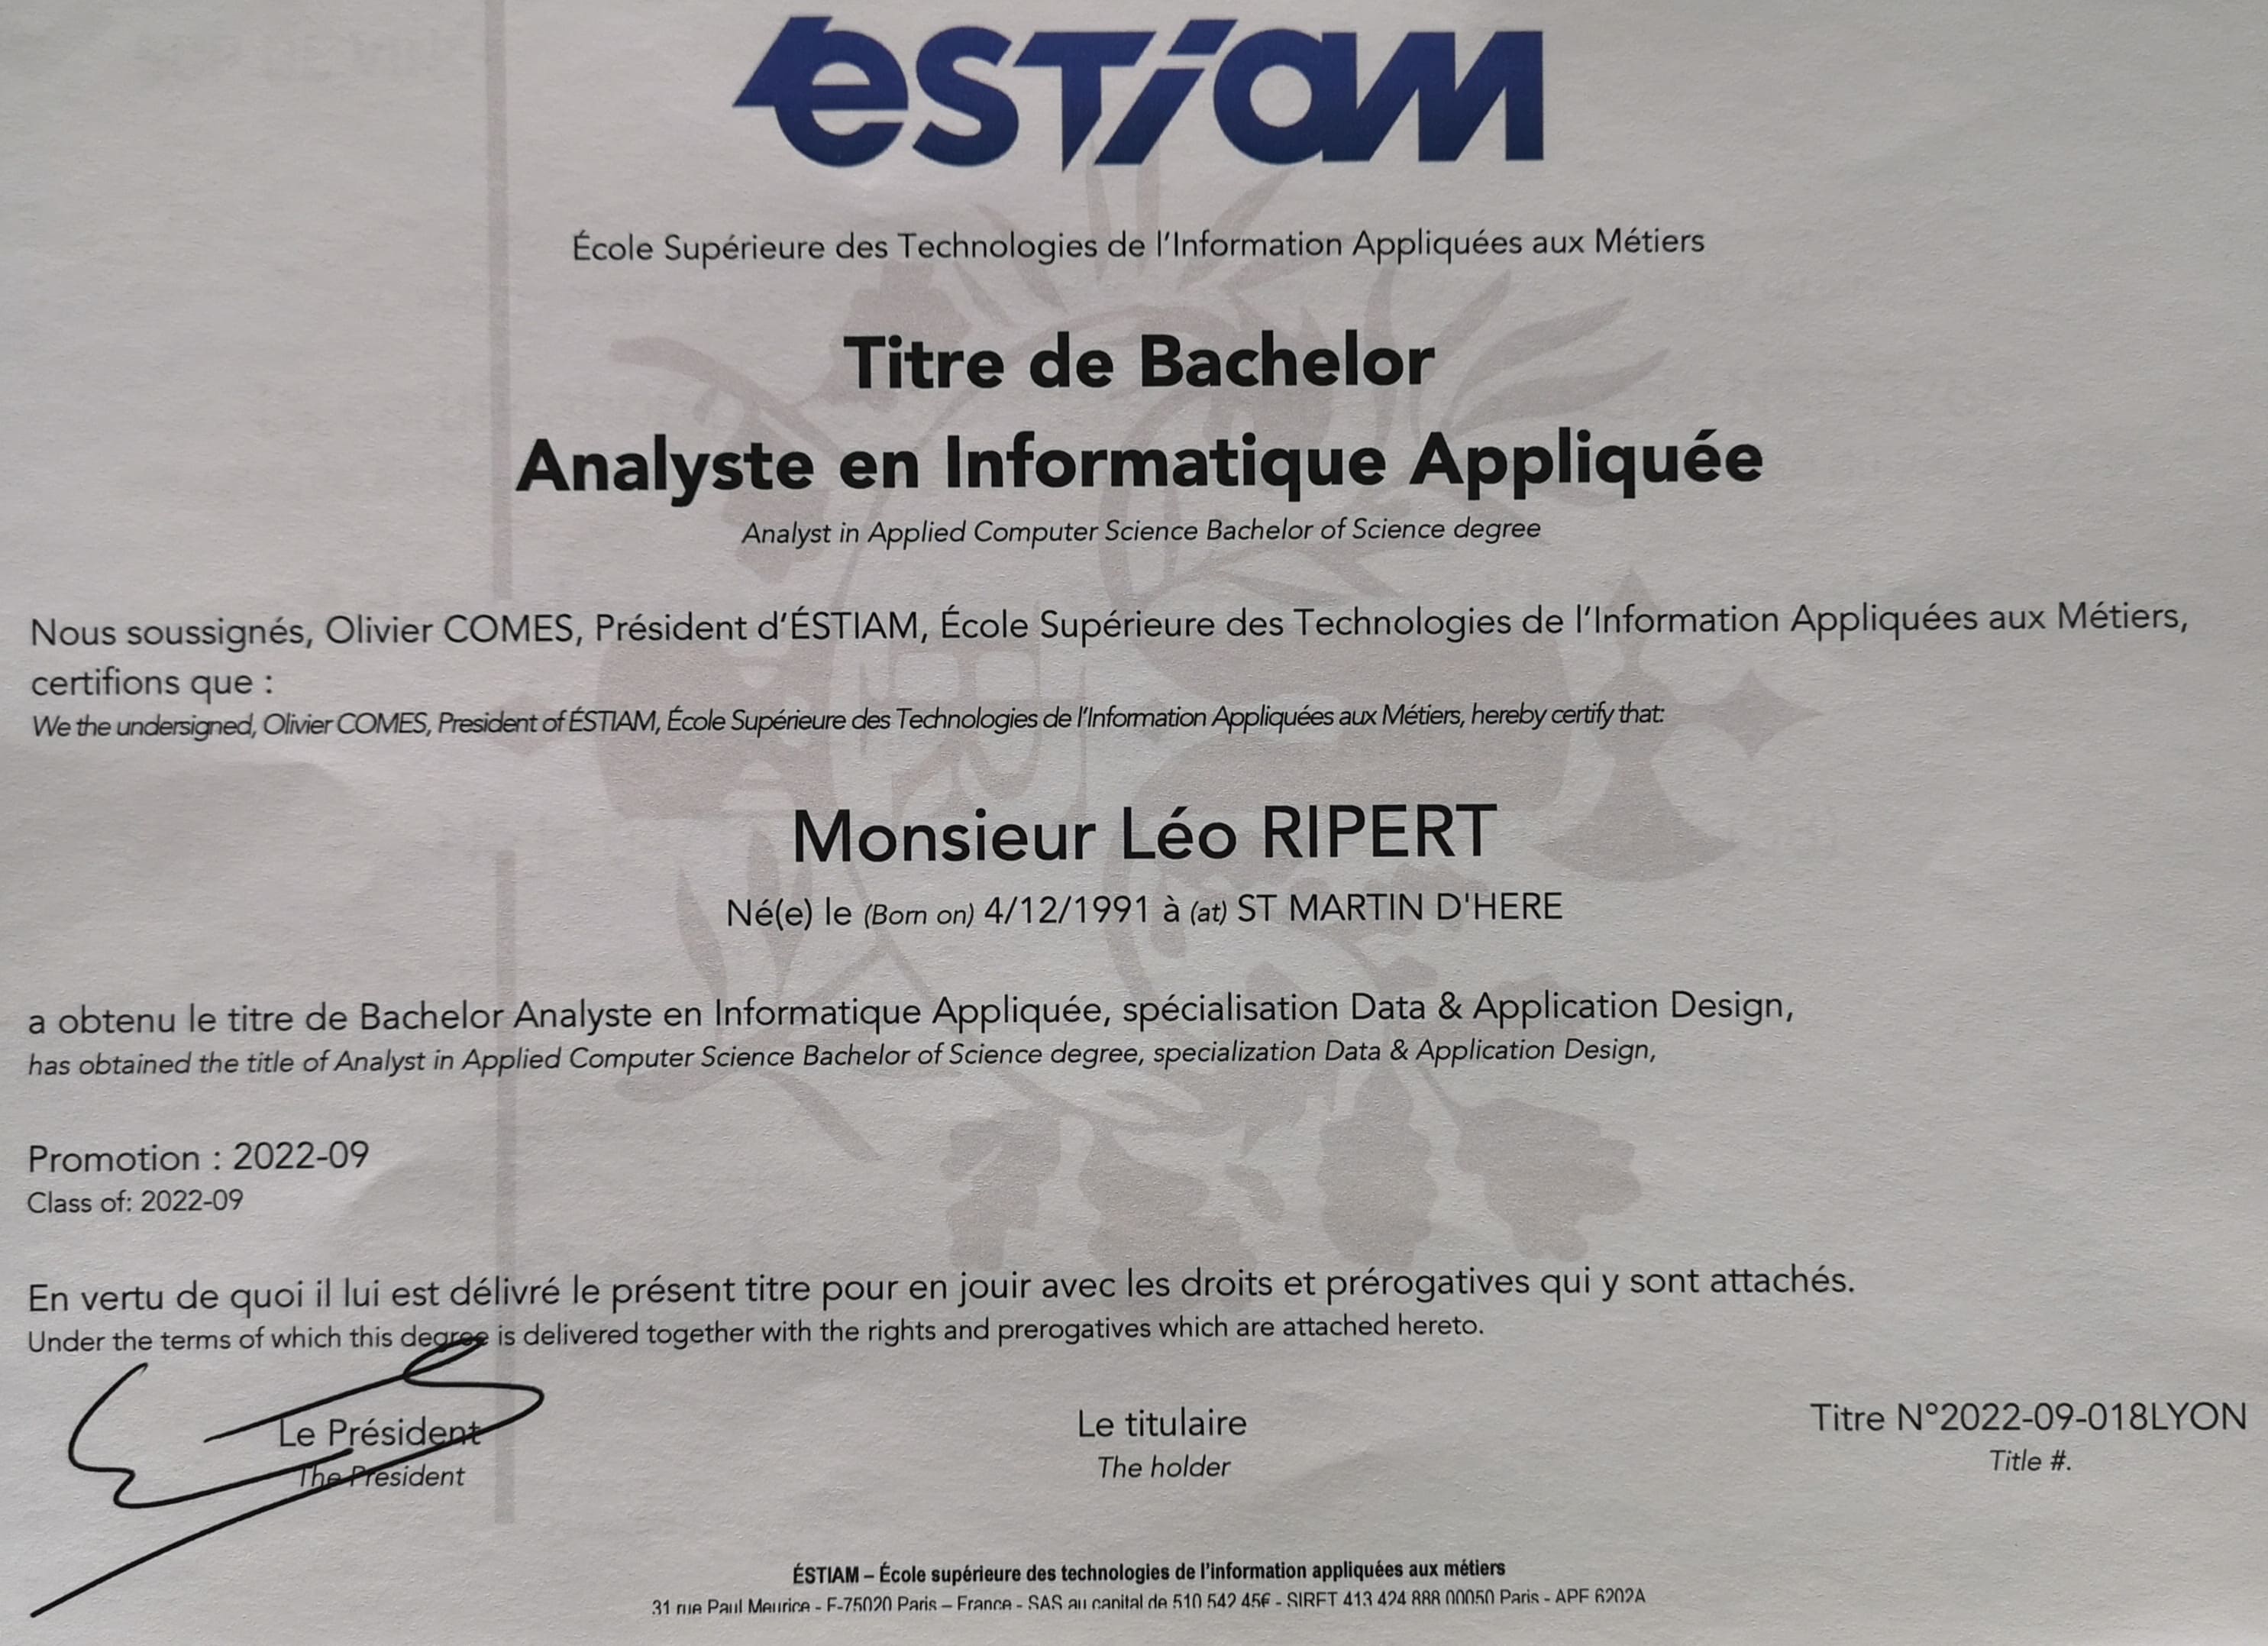 ésTiam
École Supérieure des Technologies de l'Information Appliquées aux Métiers
Titre de Bachelor
Analyste en Informatique Appliquée
Analyst in Applied Computer Science Bachelor of Science degree
Nous soussignés, Olivier COMES, Président d'ÉSTIAM, École Supérieure des Technologies de l'Information Appliquées aux Métiers,
certifions que :
We the undersigned, Olivier COMES, President of ÉSTIAM, École Supérieure des Technologies de l'Information Appliquées aux Métiers, hereby certify that:
Monsieur Léo RIPERT
Né(e) le (Born on) 4/12/1991 à (at) ST MARTIN D'HERE
a obtenu le titre de Bachelor Analyste en Informatique Appliquée, spécialisation Data & Application Design,
has obtained the title of Analyst in Applied Computer Science Bachelor of Science degree, specialization Data & Application Design,
Promotion : 2022-09
Class of: 2022-09
En vertu de quoi il lui est délivré le présent titre pour en jouir avec les droits et prérogatives qui y sont attachés.
Under the terms of which this degree is delivered together with the rights and prerogatives which are attached hereto.
Le Président
The President
Le titulaire
The holder
Titre N°2022-09-018LYON
Title #.
ÉSTIAM – École supérieure des technologies de l'information appliquées aux métiers
31 rue Paul Meurice - F-75020 Paris – France - SAS au capital de 510 542 45€ - SIRET 413 424 888 00050 Paris - APE 6202A